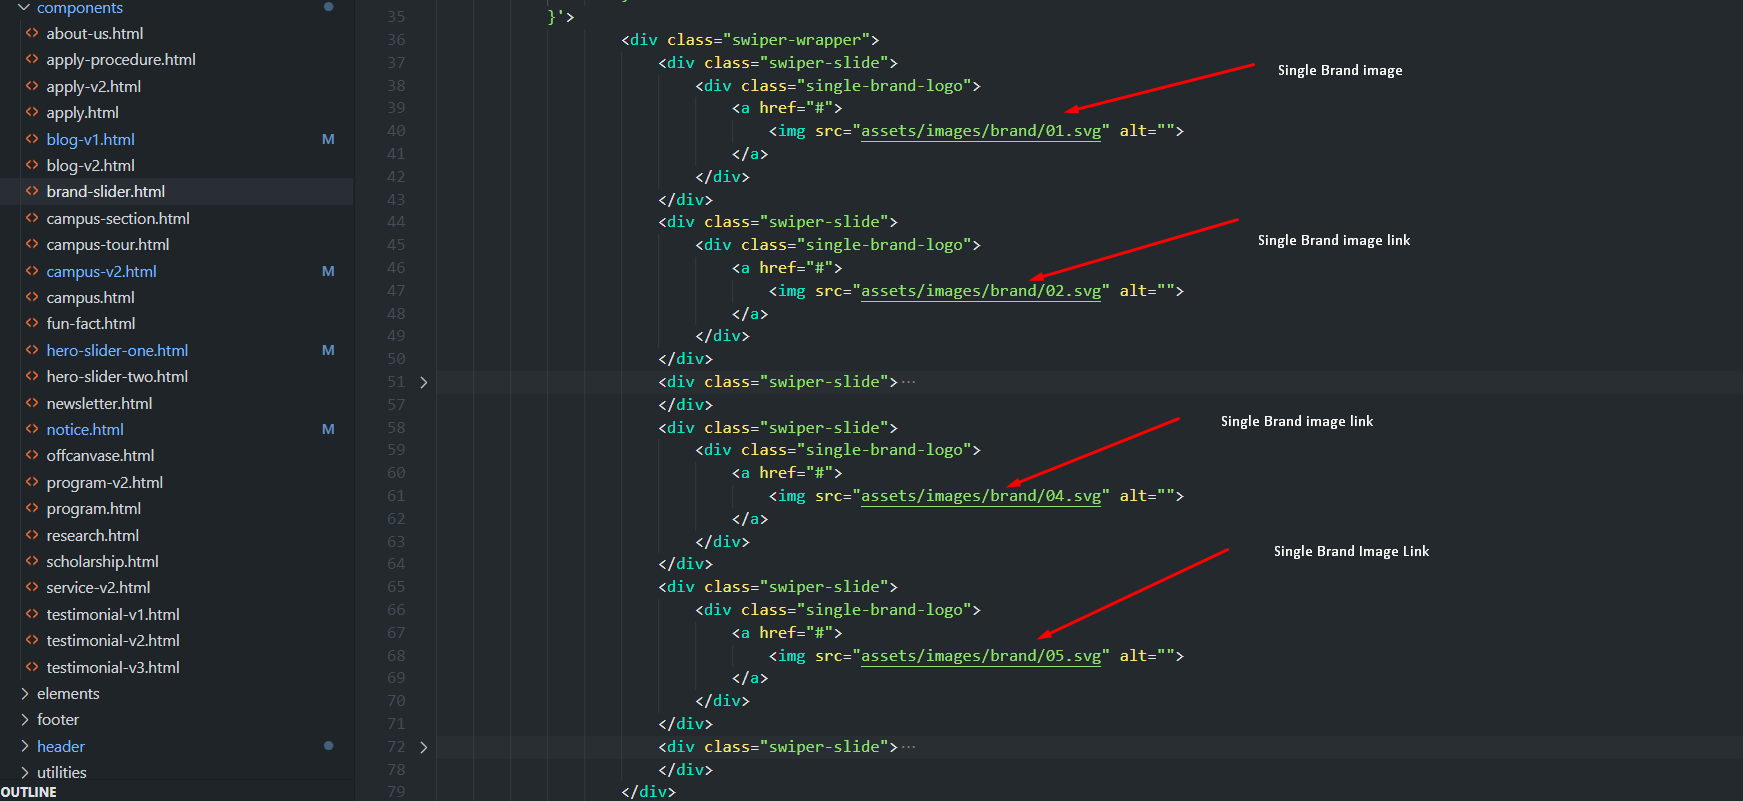 components
about-us.html
apply-procedure.html
apply-v2.html
apply.html
blog-v1.html M
blog-v2.html
brand-slider.html
campus-section.html
campus-tour.html
campus-v2.html M
campus.html
fun-fact.html
hero-slider-one.html M
hero-slider-two.html
newsletter.html
notice.html M
offcanvase.html
program-v2.html
program.html
research.html
scholarship.html
service-v2.html
testimonial-v1.html
testimonial-v2.html
testimonial-v3.html
elements
footer
header
utilities
OUTLINE
35 }'>
36 <div class="swiper-wrapper">
37 <div class="swiper-slide">
38 <div class="single-brand-logo">
39 <a href="#">
40 <img src="assets/images/brand/01.svg" alt="">
41 </a>
42 </div>
43 </div>
44 <div class="swiper-slide">
45 <div class="single-brand-logo">
46 <a href="#">
47 <img src="assets/images/brand/02.svg" alt="">
48 </a>
49 </div>
50 </div>
51 <div class="swiper-slide">···
57 </div>
58 <div class="swiper-slide">
59 <div class="single-brand-logo">
60 <a href="#">
61 <img src="assets/images/brand/04.svg" alt="">
62 </a>
63 </div>
64 </div>
65 <div class="swiper-slide">
66 <div class="single-brand-logo">
67 <a href="#">
68 <img src="assets/images/brand/05.svg" alt="">
69 </a>
70 </div>
71 </div>
72 <div class="swiper-slide">···
78 </div>
79 </div>
Single Brand image
Single Brand image link
Single Brand image link
Single Brand Image Link